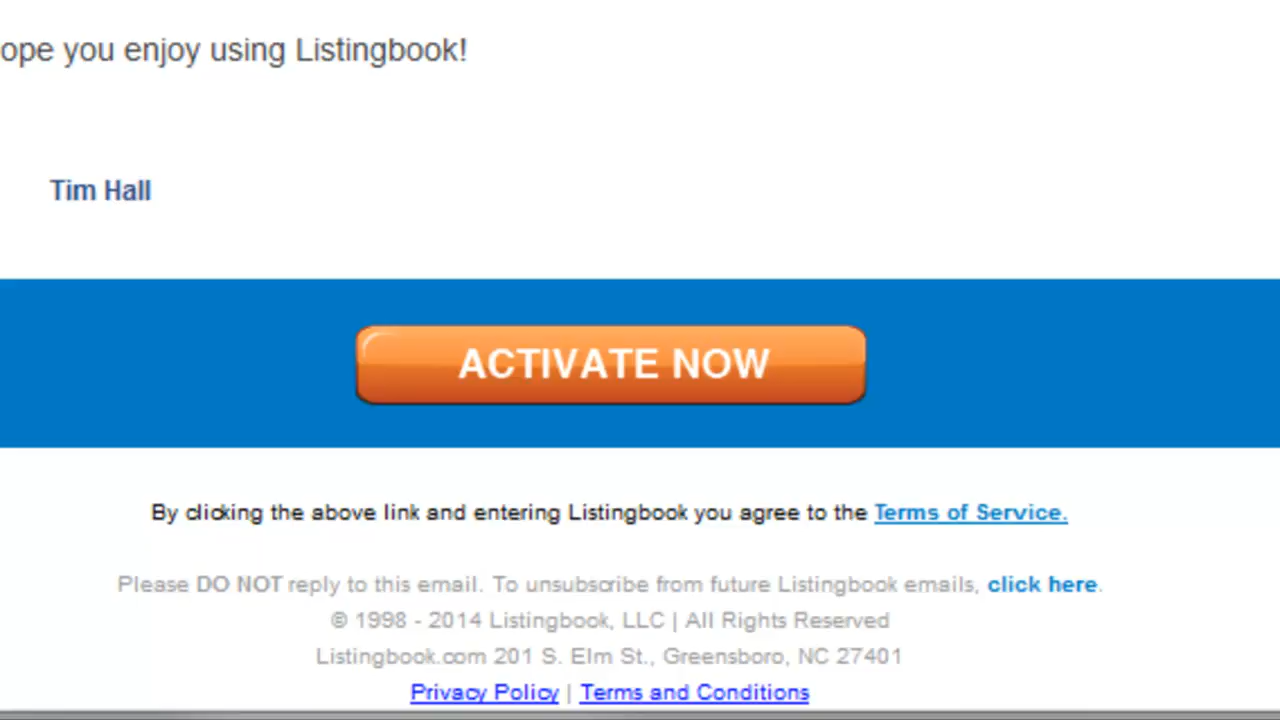 ope you enjoy using Listingbook!
Tim Hall
ACTIVATE NOW
By clicking the above link and entering Listingbook you agree to the Terms of Service.
Please DO NOT reply to this email. To unsubscribe from future Listingbook emails, click here.
© 1998 - 2014 Listingbook, LLC | All Rights Reserved
Listingbook.com 201 S. Elm St., Greensboro, NC 27401
Privacy Policy | Terms and Conditions